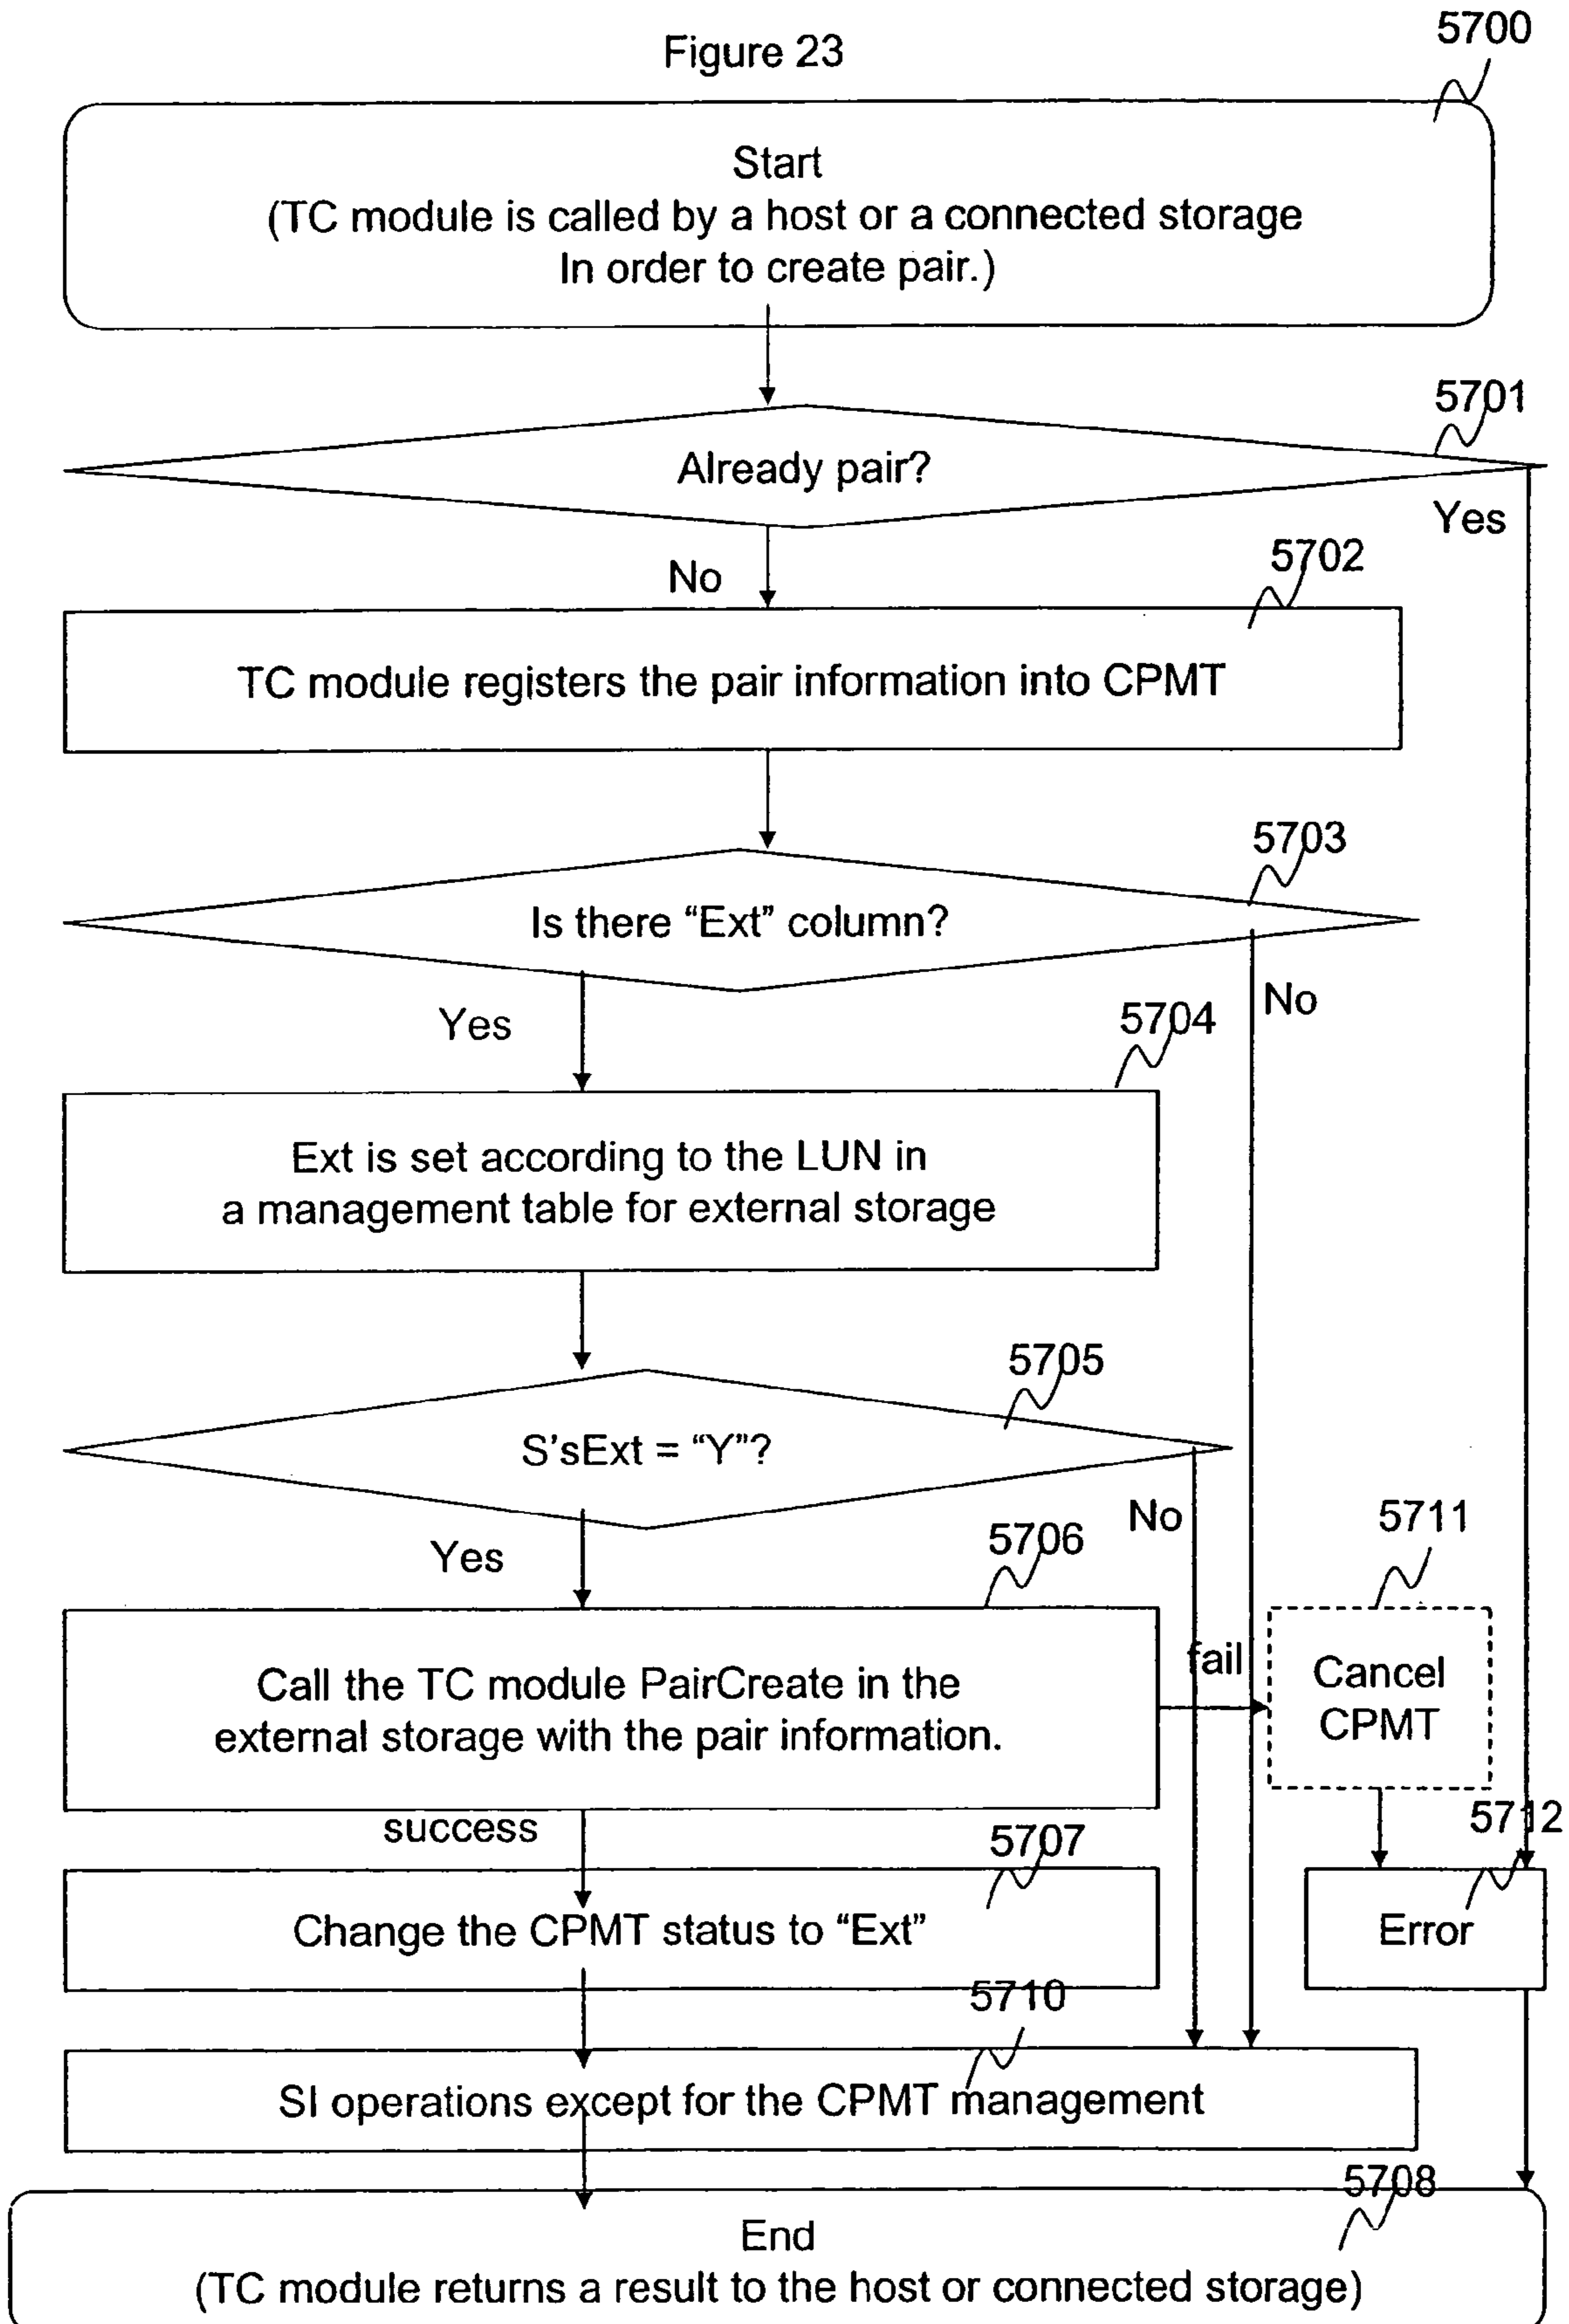 Figure 23
5700
Start
(TC module is called by a host or a connected storage
In order to create pair.)
5701
Already pair?
Yes
No
5702
TC module registers the pair information into CPMT
5703
Is there “Ext” column?
No
Yes
5704
Ext is set according to the LUN in
a management table for external storage
5705
S'sExt = “Y”?
No
Yes
5706
5711
Call the TC module PairCreate in the
external storage with the pair information.
fail
Cancel
CPMT
success
5707
5712
Change the CPMT status to “Ext”
Error
5710
SI operations except for the CPMT management
5708
End
(TC module returns a result to the host or connected storage)